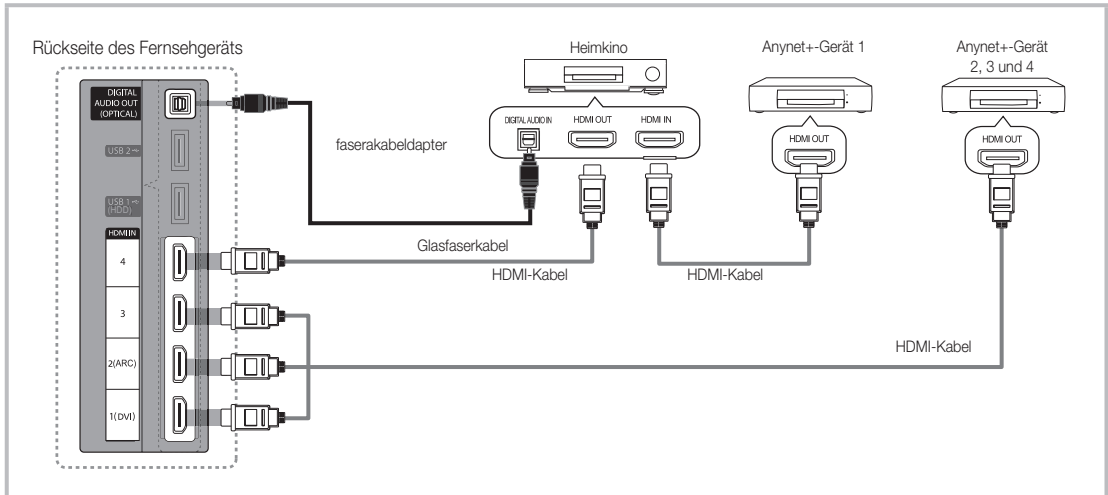 Rückseite des Fernsehgeräts
Heimkino
Anynet+-Gerät 1
Anynet+-Gerät
2, 3 und 4
DIGITAL
AUDIO OUT
(OPTICAL)
USB 2
USB 1
(HDD)
HDMI IN
4
3
2(ARC)
1(DVI)
faserakabeldapter
DIGITAL AUDIO IN
HDMI OUT
HDMI IN
HDMI OUT
HDMI OUT
Glasfaserkabel
HDMI-Kabel
HDMI-Kabel
HDMI-Kabel